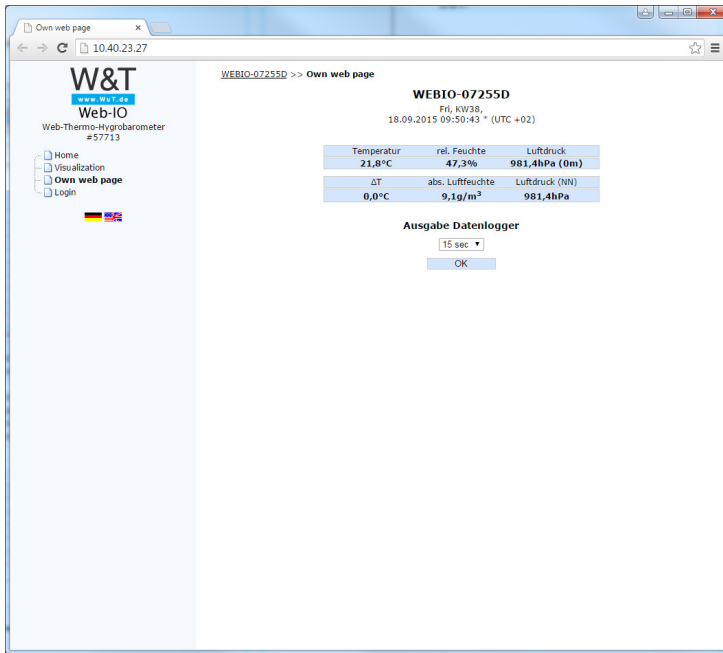 Own web page
10.40.23.27
W&T
www.WuT.de
Web-IO
Web-Thermo-Hygrobarometer
#57713
Home
Visualization
Own web page
Login
WEBIO-07255D >> Own web page
WEBIO-07255D
Fri, KW38,
18.09.2015 09:50:43 * (UTC +02)
Temperatur rel. Feuchte Luftdruck
21,8°C 47,3% 981,4hPa (0m)
ΔT abs. Luftfeuchte Luftdruck (NN)
0,0°C 9,1g/m³ 981,4hPa
Ausgabe Datenlogger
15 sec
OK